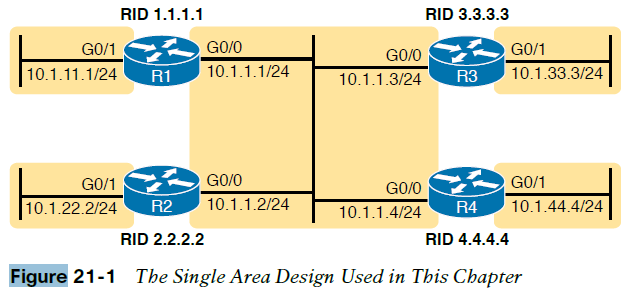 RID 1.1.1.1 RID 3.3.3.3
G0/1 G0/0 G0/0 G0/1
10.1.11.1/24 R1 10.1.1.1/24 10.1.1.3/24 R3 10.1.33.3/24
G0/1 G0/0 G0/0 G0/1
10.1.22.2/24 R2 10.1.1.2/24 10.1.1.4/24 R4 10.1.44.4/24
RID 2.2.2.2 RID 4.4.4.4
Figure 21-1 The Single Area Design Used in This Chapter